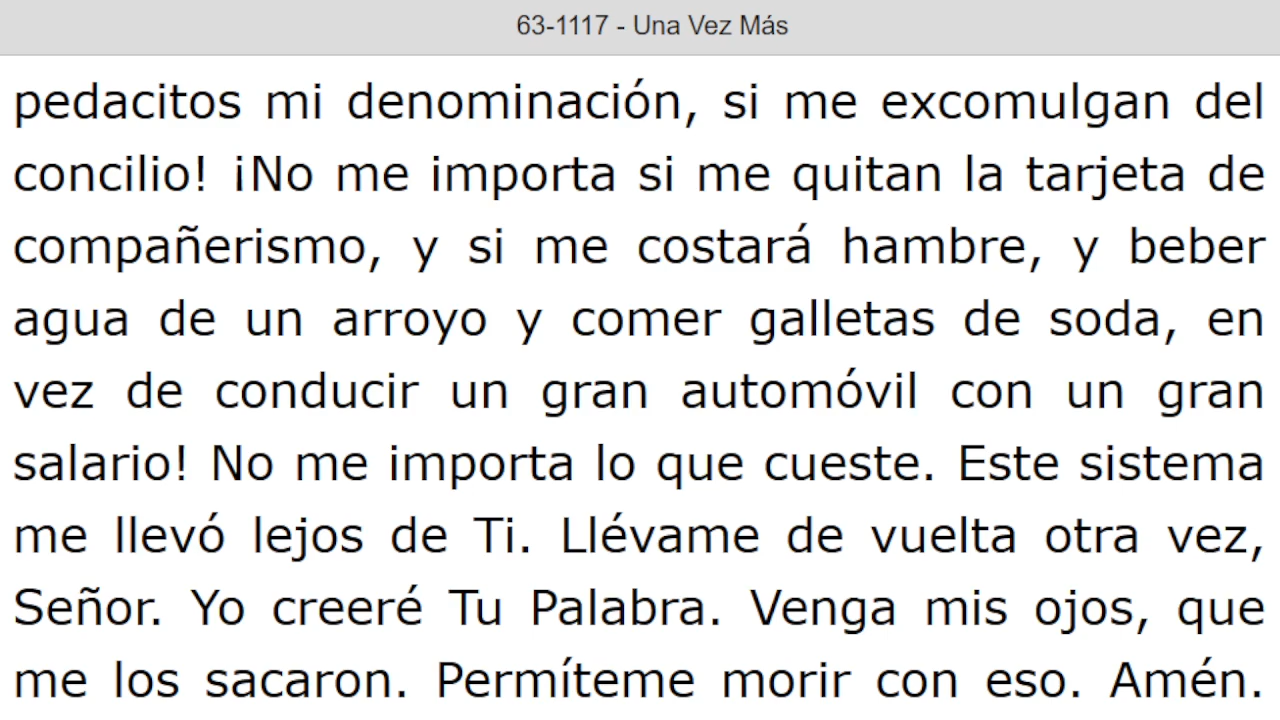 63-1117 - Una Vez Más
pedacitos mi denominación, si me excomulgan del
concilio! ¡No me importa si me quitan la tarjeta de
compañerismo, y si me costará hambre, y beber
agua de un arroyo y comer galletas de soda, en
vez de conducir un gran automóvil con un gran
salario! No me importa lo que cueste. Este sistema
me llevó lejos de Ti. Llévame de vuelta otra vez,
Señor. Yo creeré Tu Palabra. Venga mis ojos, que
me los sacaron. Permíteme morir con eso. Amén.